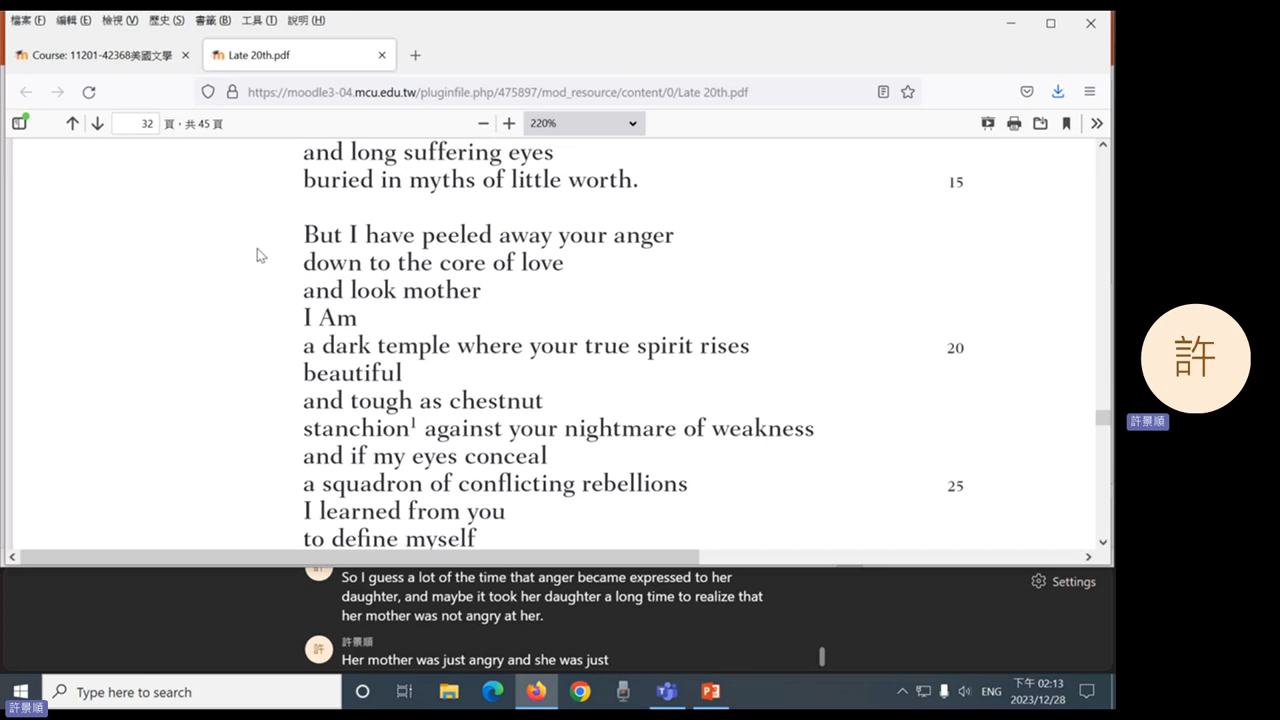 檔案 (F) 編輯 (E) 檢視 (V) 歷史 (S) 書籤 (B) 工具 (T) 說明 (H)
Course: 11201-42368美國文學
Late 20th.pdf
https://moodle3-04.mcu.edu.tw/pluginfile.php/475897/mod_resource/content/0/Late 20th.pdf
32 頁，共 45 頁
220%
and long suffering eyes
buried in myths of little worth. 15
But I have peeled away your anger
down to the core of love
and look mother
I Am
a dark temple where your true spirit rises 20
beautiful
and tough as chestnut
stanchion¹ against your nightmare of weakness
and if my eyes conceal
a squadron of conflicting rebellions 25
I learned from you
to define myself
許
許景順
So I guess a lot of the time that anger became expressed to her
daughter, and maybe it took her daughter a long time to realize that
her mother was not angry at her.
Settings
許景順
許
Her mother was just angry and she was just
Type here to search
ENG
下午 02:13
2023/12/28
許景順